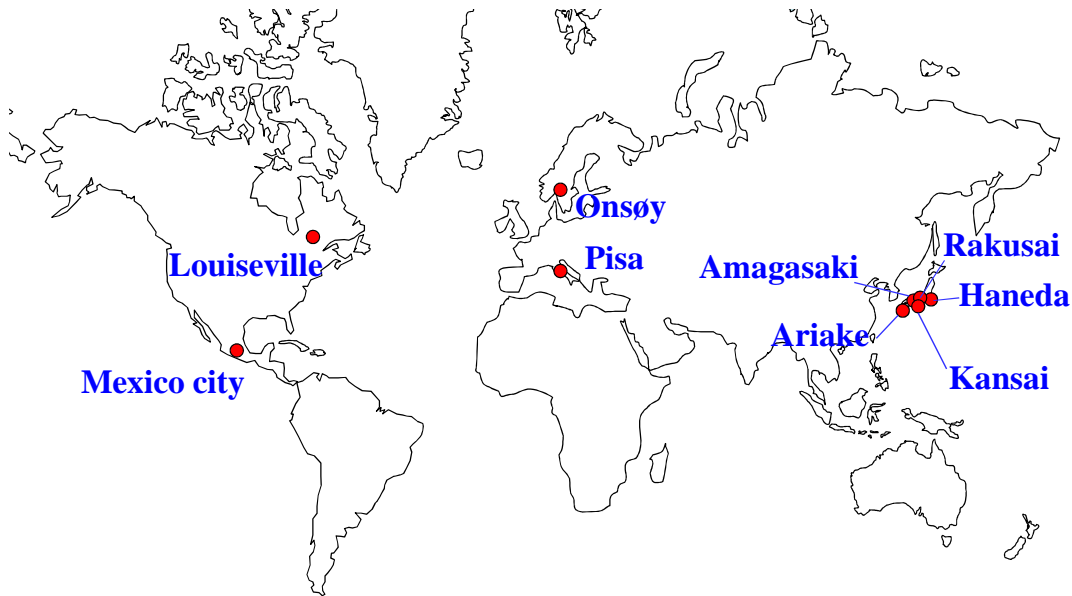 Onsøy
Rakusai
Pisa
Amagasaki
Louiseville
Haneda
Ariake
Kansai
Mexico city